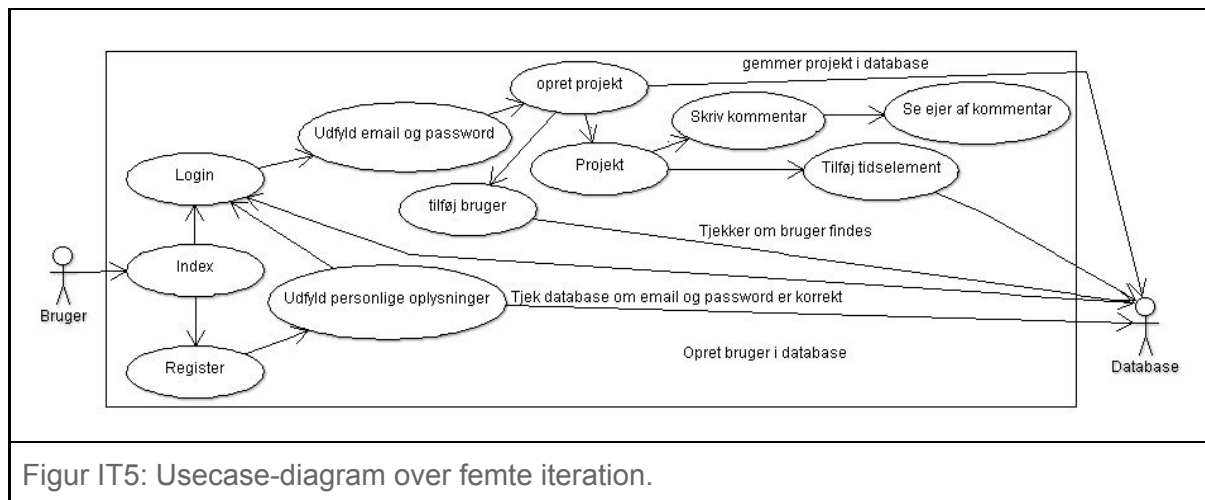 gemmer projekt i database
opret projekt
Skriv kommentar
Se ejer af kommentar
Udfyld email og password
Projekt
Tilføj tidselement
Login
tilføj bruger
Tjekker om bruger findes
Index
Udfyld personlige oplysninger
Tjek database om email og password er korrekt
Bruger
Opret bruger i database
Register
Database
Figur IT5: Usecase-diagram over femte iteration.